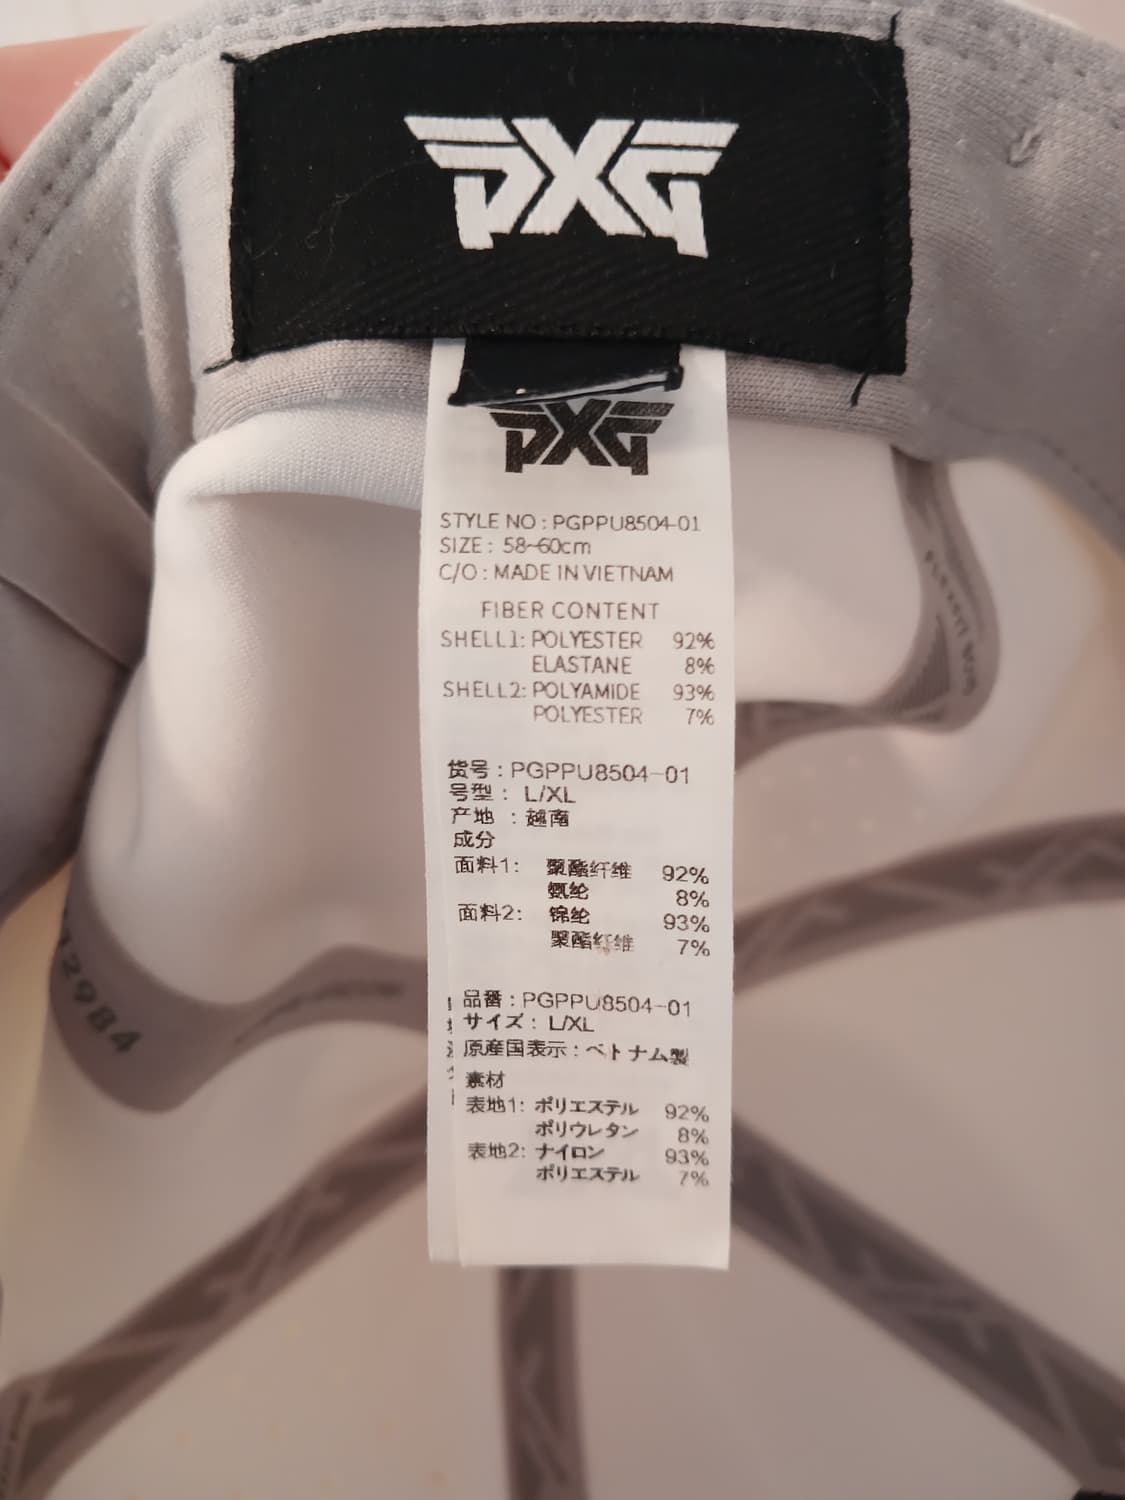 PXG
PXG
STYLE NO : PGPPU8504-01
SIZE : 58~60cm
C/O : MADE IN VIETNAM
FIBER CONTENT
SHELL1: POLYESTER 92%
ELASTANE 8%
SHELL2: POLYAMIDE 93%
POLYESTER 7%
货号 : PGPPU8504-01
号型 : L/XL
产地 : 越南
成分
面料1: 聚酯纤维 92%
氨纶 8%
面料2: 锦纶 93%
聚酯纤维 7%
品番 : PGPPU8504-01
サイズ : L/XL
原産国表示 : ベトナム製
素材
表地1: ポリエステル 92%
ポリウレタン 8%
表地2: ナイロン 93%
ポリエステル 7%
12984